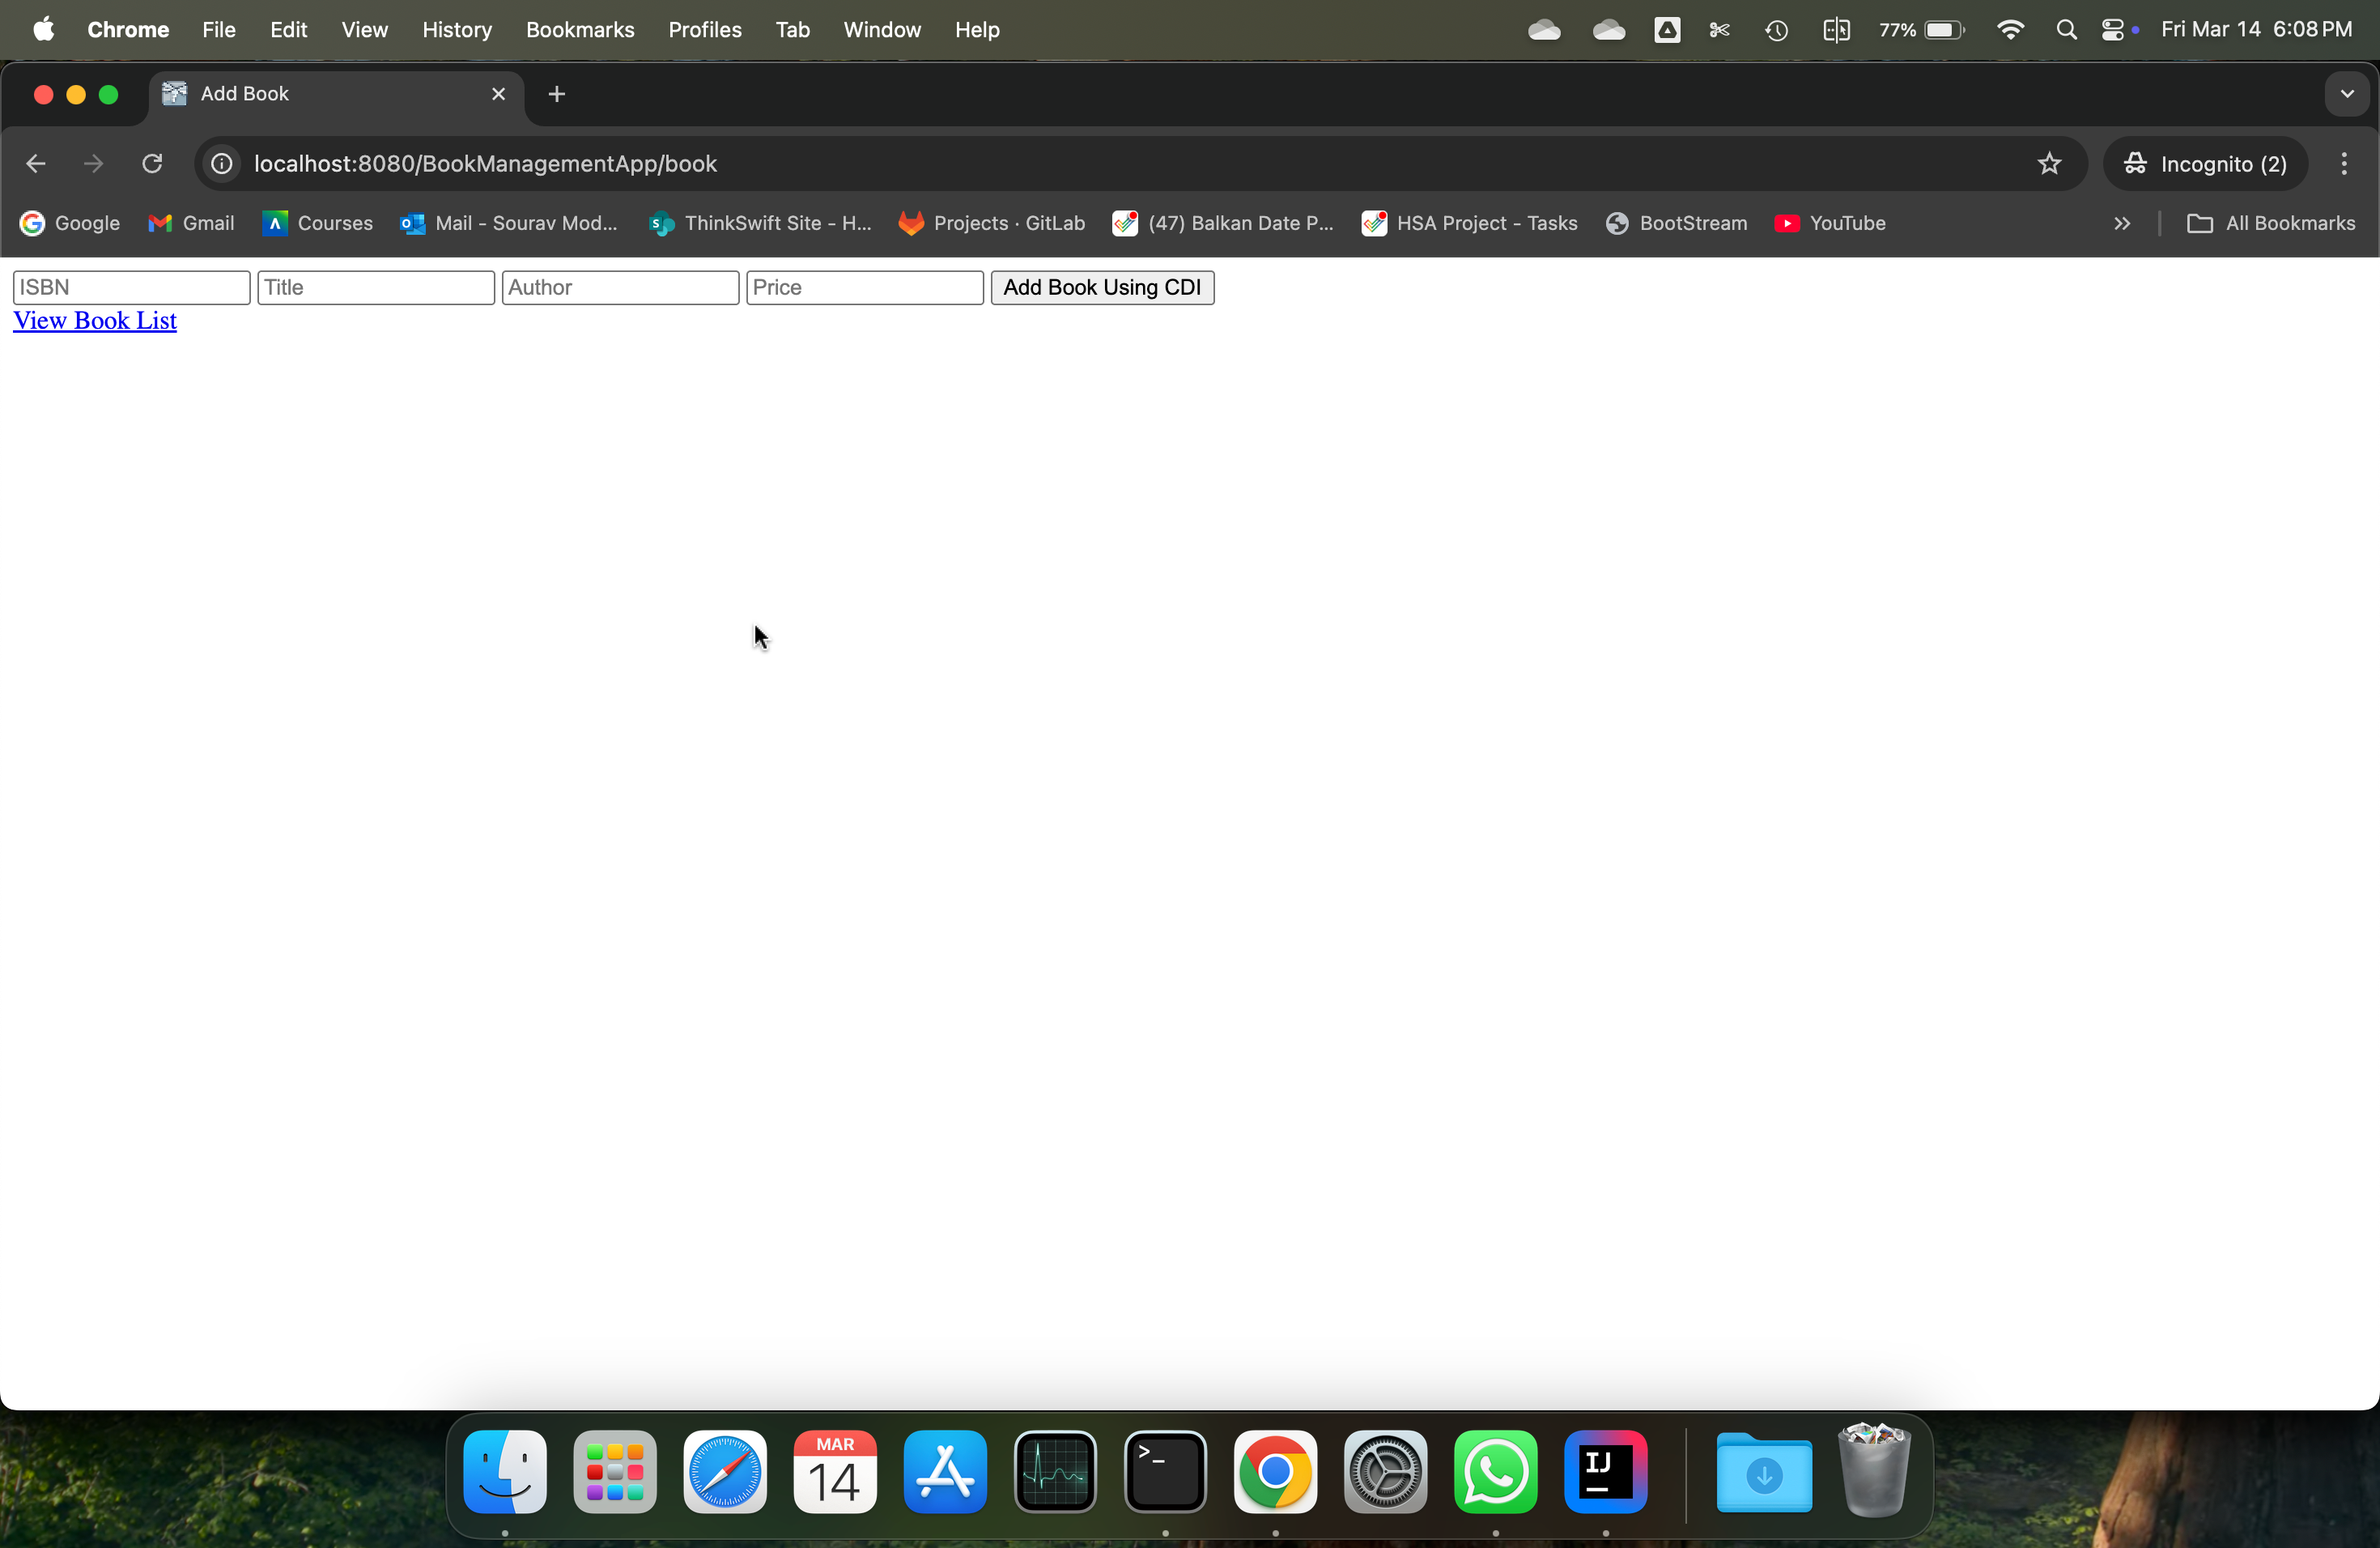 Chrome File Edit View History Bookmarks Profiles Tab Window Help 77% Fri Mar 14 6:08 PM
Add Book
localhost:8080/BookManagementApp/book Incognito (2)
Google Gmail Courses Mail - Sourav Mod... ThinkSwift Site - H... Projects · GitLab (47) Balkan Date P... HSA Project - Tasks BootStream YouTube All Bookmarks
ISBN Title Author Price Add Book Using CDI
View Book List
MAR
14
>_
IJ